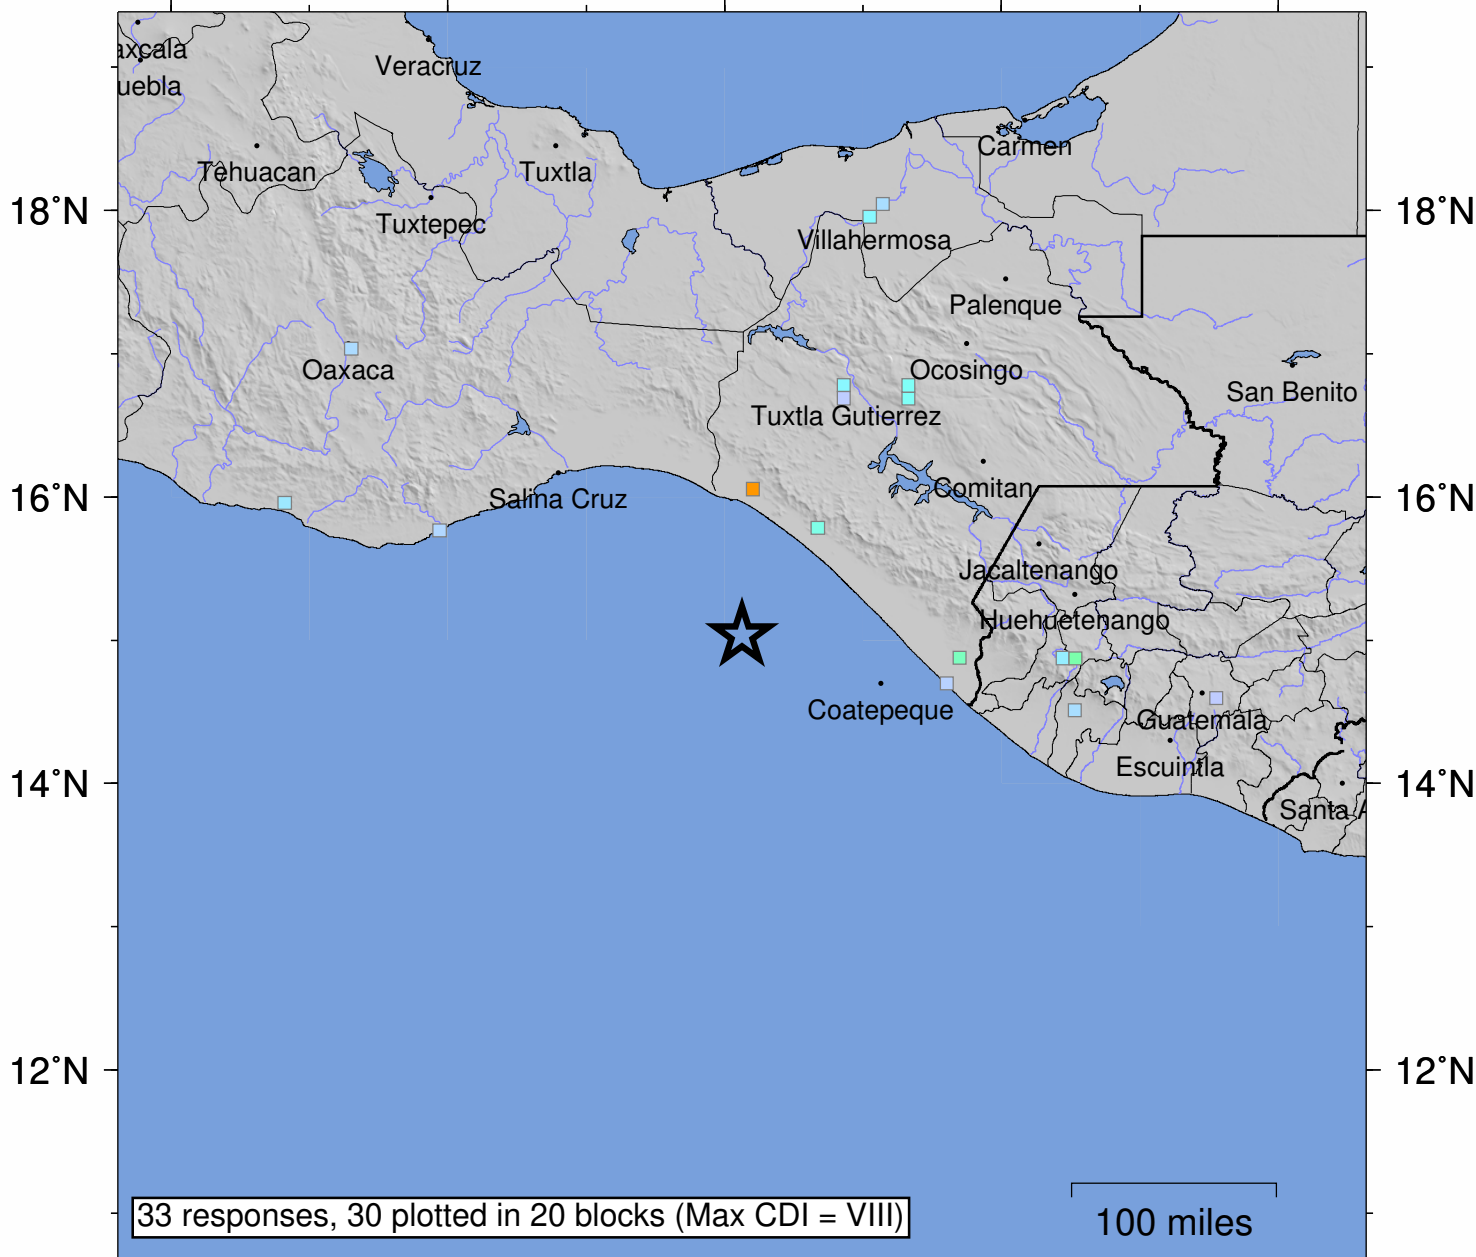 axcala
uebla
Veracruz
Carmen
Tehuacan
Tuxtla
Tuxtepec
18°N
18°N
Villahermosa
Palenque
Oaxaca
Ocosingo
San Benito
Tuxtla Gutierrez
16°N
Salina Cruz
Comitan
16°N
Jacaltenango
Huehuetenango
Coatepeque
Guatemala
Escuintla
14°N
14°N
Santa A
12°N
12°N
33 responses, 30 plotted in 20 blocks (Max CDI = VIII)
100 miles